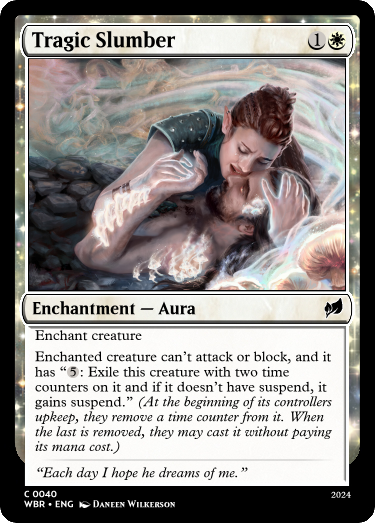 Tragic Slumber 1
Enchantment — Aura
Enchant creature
Enchanted creature can't attack or block, and it
has “5: Exile this creature with two time
counters on it and if it doesn't have suspend, it
gains suspend.” (At the beginning of its controllers
upkeep, they remove a time counter from it. When
the last is removed, they may cast it without paying
its mana cost.)
“Each day I hope he dreams of me.”
C 0040
2024
WBR • ENG DANEEN WILKERSON